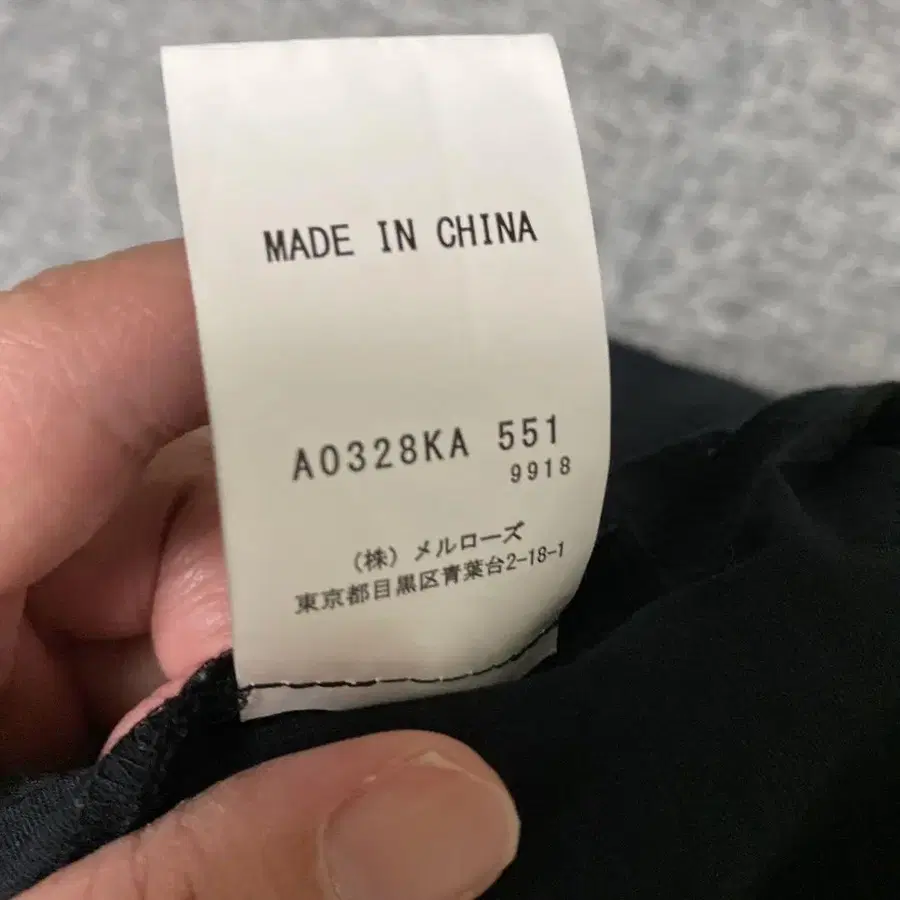 MADE IN CHINA
A0328KA 551
9918
(株) メルローズ
東京都目黒区青葉台2-18-1